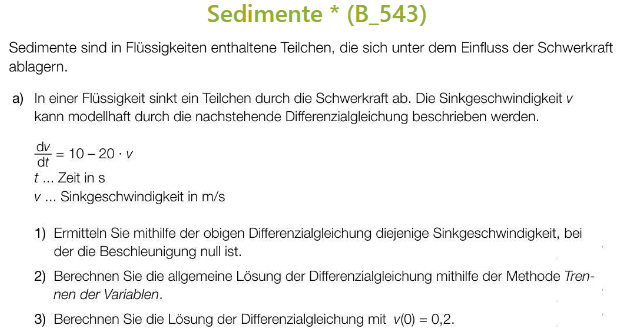 Sedimente * (B_543)
Sedimente sind in Flüssigkeiten enthaltene Teilchen, die sich unter dem Einfluss der Schwerkraft
ablagern.
a) In einer Flüssigkeit sinkt ein Teilchen durch die Schwerkraft ab. Die Sinkgeschwindigkeit v
kann modellhaft durch die nachstehende Differenzialgleichung beschrieben werden.
dv/dt = 10 – 20 · v
t ... Zeit in s
v ... Sinkgeschwindigkeit in m/s
1) Ermitteln Sie mithilfe der obigen Differenzialgleichung diejenige Sinkgeschwindigkeit, bei
der die Beschleunigung null ist.
2) Berechnen Sie die allgemeine Lösung der Differenzialgleichung mithilfe der Methode Tren-
nen der Variablen.
3) Berechnen Sie die Lösung der Differenzialgleichung mit v(0) = 0,2.